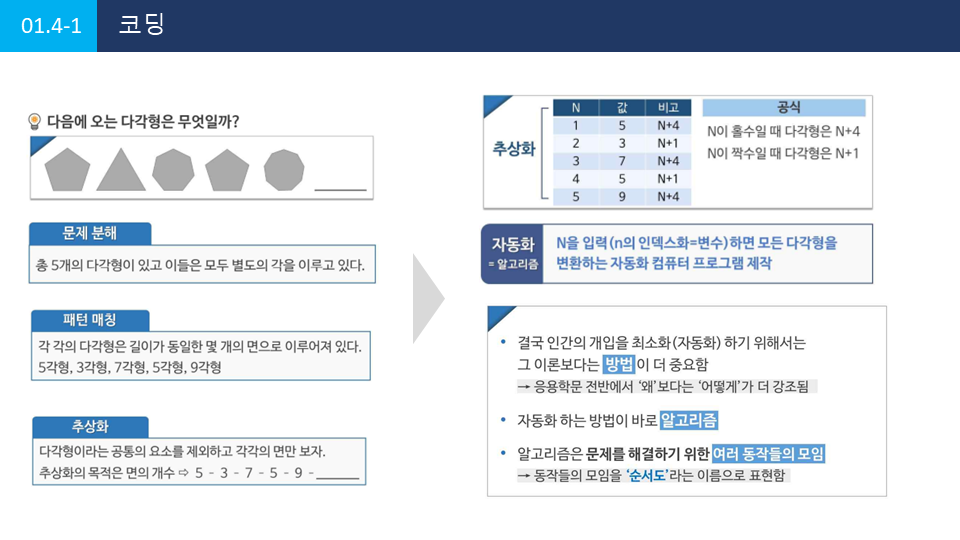 01.4-1 코딩
다음에 오는 다각형은 무엇일까?
문제 분해
총 5개의 다각형이 있고 이들은 모두 별도의 각을 이루고 있다.
패턴 매칭
각 각의 다각형은 길이가 동일한 몇 개의 면으로 이루어져 있다.
5각형, 3각형, 7각형, 5각형, 9각형
추상화
다각형이라는 공통의 요소를 제외하고 각각의 면만 보자.
추상화의 목적은 면의 개수 ⇨ 5 - 3 - 7 - 5 - 9 - ______
추상화
N 값 비고
1 5 N+4
2 3 N+1
3 7 N+4
4 5 N+1
5 9 N+4
공식
N이 홀수일 때 다각형은 N+4
N이 짝수일 때 다각형은 N+1
자동화
= 알고리즘
N을 입력(n의 인덱스화=변수)하면 모든 다각형을
변환하는 자동화 컴퓨터 프로그램 제작
• 결국 인간의 개입을 최소화(자동화) 하기 위해서는
그 이론보다는 방법이 더 중요함
→ 응용학문 전반에서 ‘왜’보다는 ‘어떻게’가 더 강조됨
• 자동화 하는 방법이 바로 알고리즘
• 알고리즘은 문제를 해결하기 위한 여러 동작들의 모임
→ 동작들의 모임을 ‘순서도’라는 이름으로 표현함